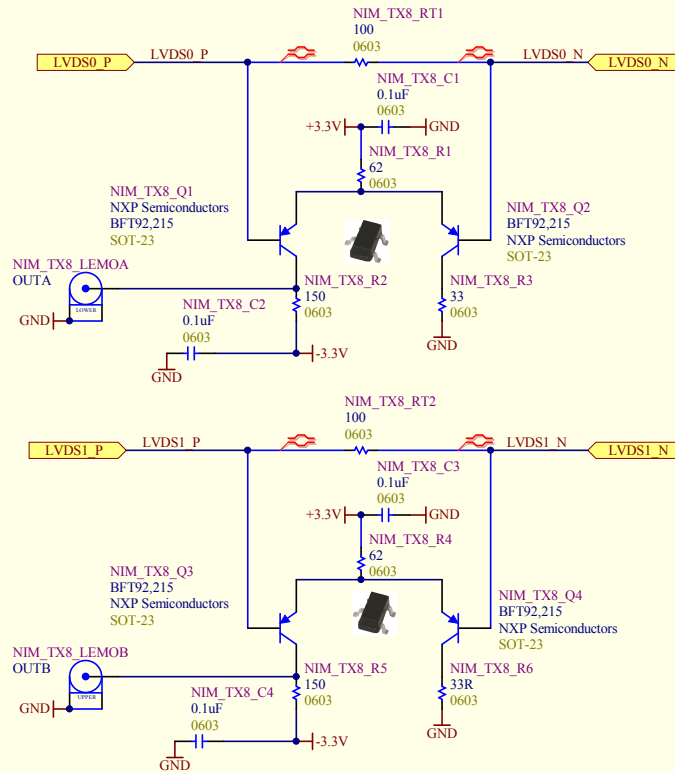 NIM_TX8_RT1
100
0603
LVDS0_P
LVDS0_P
LVDS0_N
LVDS0_N
NIM_TX8_C1
0.1uF
0603
+3.3V
GND
NIM_TX8_R1
62
0603
NIM_TX8_Q1
NXP Semiconductors
BFT92,215
SOT-23
NIM_TX8_Q2
BFT92,215
NXP Semiconductors
SOT-23
NIM_TX8_LEMOA
OUTA
LOWER
GND
NIM_TX8_R2
150
0603
NIM_TX8_R3
33
0603
GND
NIM_TX8_C2
0.1uF
0603
GND
-3.3V
NIM_TX8_RT2
100
0603
LVDS1_P
LVDS1_P
LVDS1_N
LVDS1_N
NIM_TX8_C3
0.1uF
0603
+3.3V
GND
NIM_TX8_R4
62
0603
NIM_TX8_Q3
BFT92,215
NXP Semiconductors
SOT-23
NIM_TX8_Q4
BFT92,215
NXP Semiconductors
SOT-23
NIM_TX8_LEMOB
OUTB
UPPER
GND
NIM_TX8_R5
150
0603
NIM_TX8_R6
33R
0603
GND
NIM_TX8_C4
0.1uF
0603
GND
-3.3V